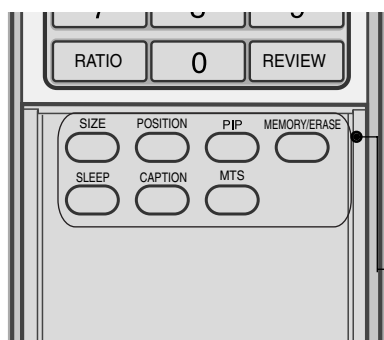 RATIO 0 REVIEW
SIZE POSITION PIP MEMORY/ERASE
SLEEP CAPTION MTS